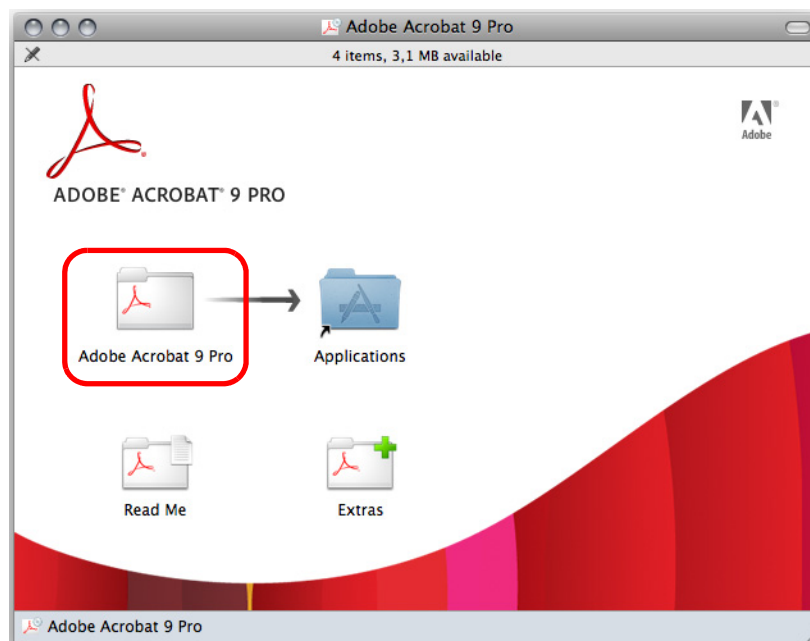 Adobe Acrobat 9 Pro
4 items, 3,1 MB available
Adobe
ADOBE® ACROBAT® 9 PRO
Adobe Acrobat 9 Pro
Applications
Read Me
Extras
Adobe Acrobat 9 Pro